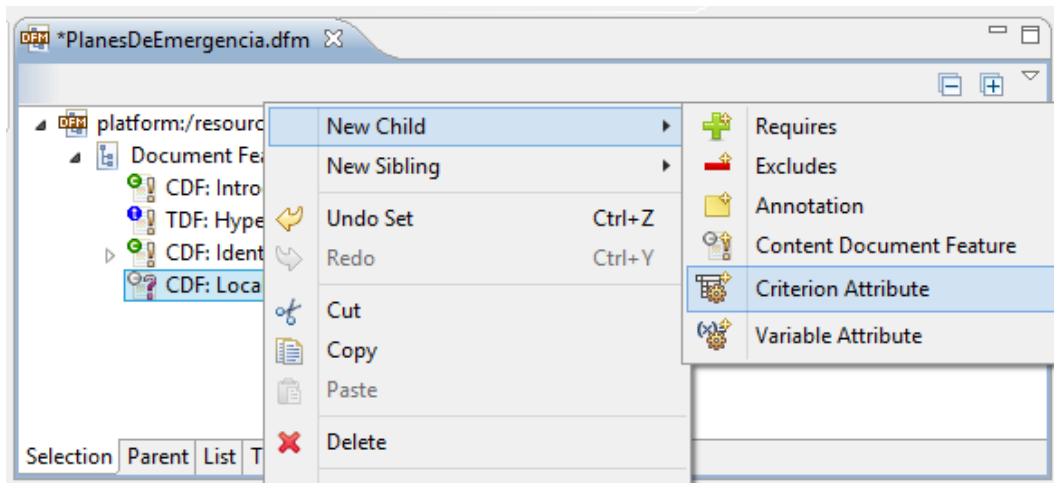 DFM *PlanesDeEmergencia.dfm
DFM platform:/resourc
Document Fea
CDF: Intro
TDF: Hype
CDF: Ident
CDF: Loca
New Child
New Sibling
Undo Set Ctrl+Z
Redo Ctrl+Y
Cut
Copy
Paste
Delete
Requires
Excludes
Annotation
Content Document Feature
Criterion Attribute
(x) Variable Attribute
Selection Parent List T